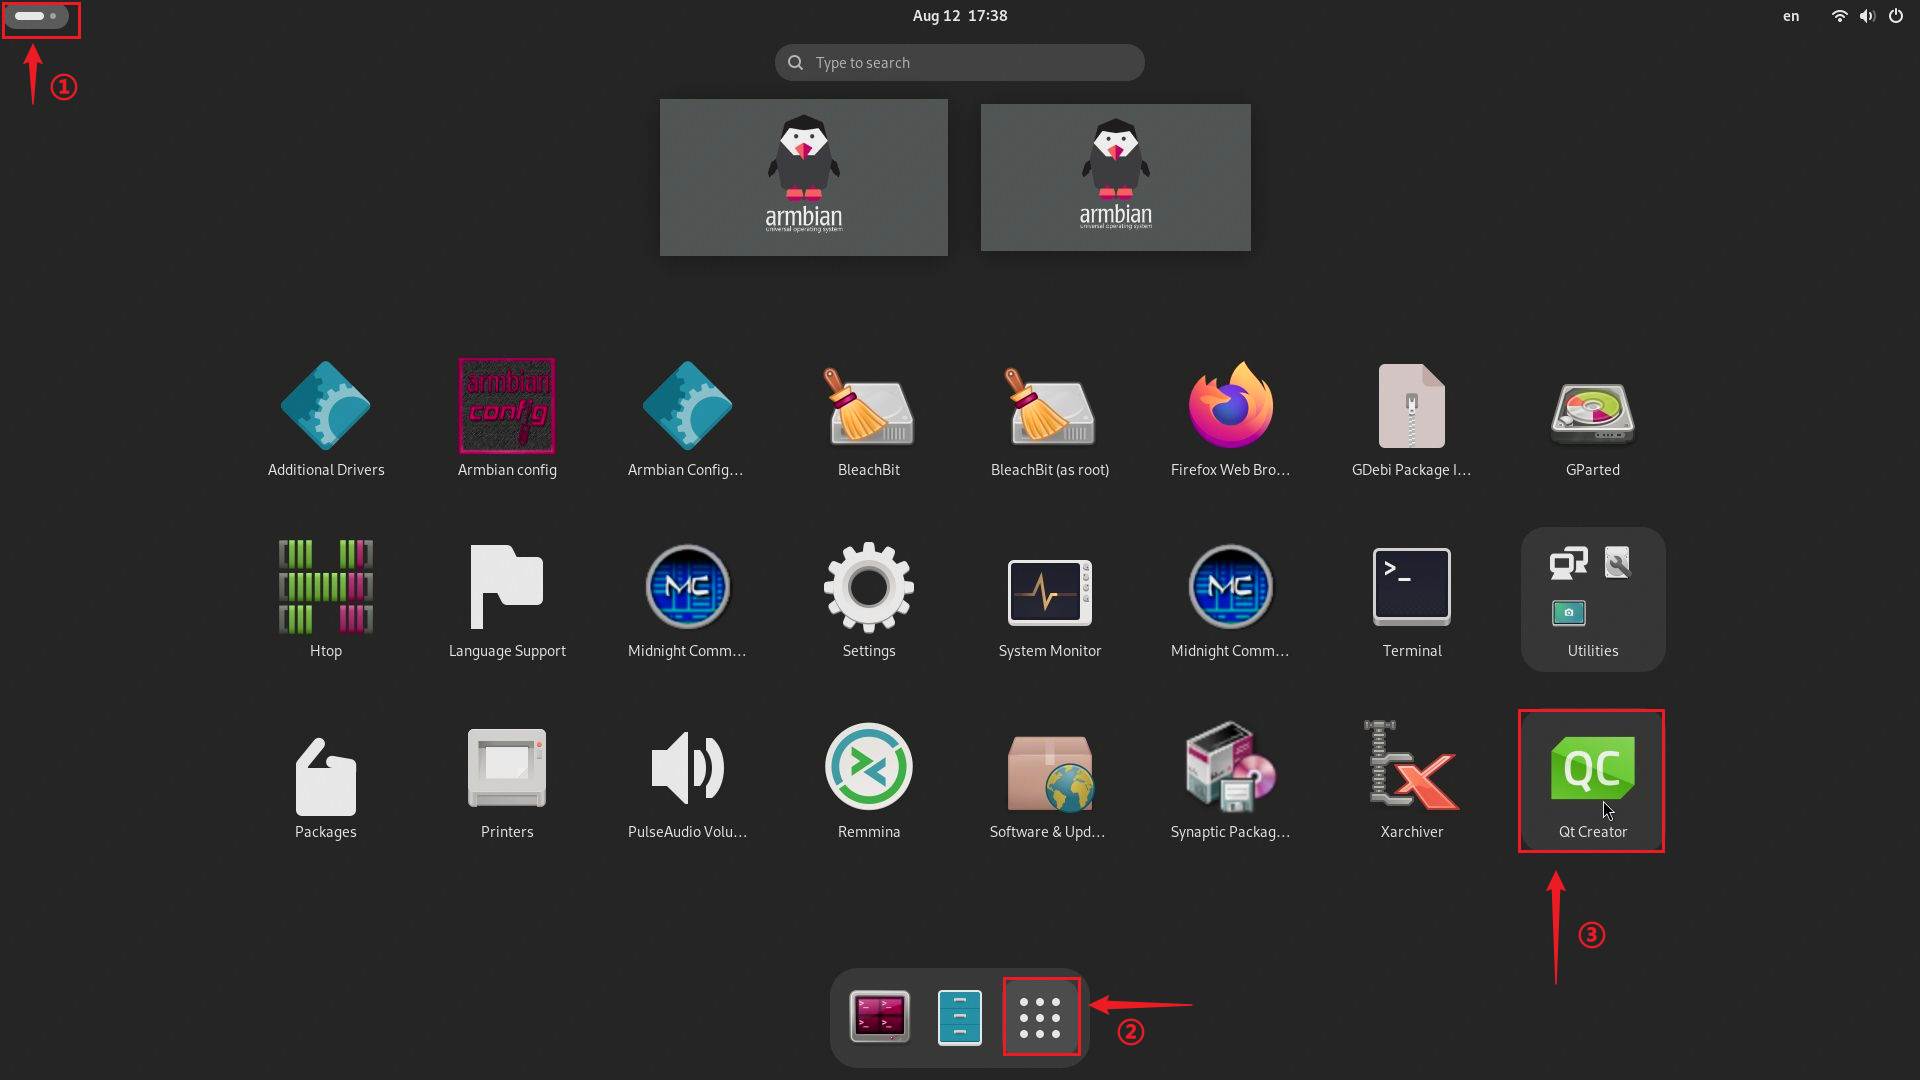 Aug 12 17:38
en
①
Type to search
armbian
universal operating system
armbian
universal operating system
armbian
config
Additional Drivers
Armbian config
Armbian Config...
BleachBit
BleachBit (as root)
Firefox Web Bro...
GDebi Package I...
GParted
MC
MC
>_
Htop
Language Support
Midnight Comm...
Settings
System Monitor
Midnight Comm...
Terminal
Utilities
QC
Packages
Printers
PulseAudio Volu...
Remmina
Software & Upd...
Synaptic Packag...
Xarchiver
Qt Creator
③
>_ >_
>_ >_
②